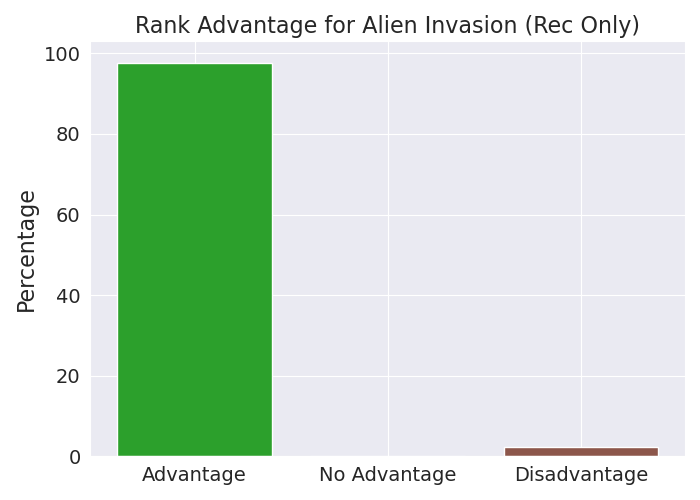 Rank Advantage for Alien Invasion (Rec Only)
100
80
60
40
20
0
Percentage
Advantage
No Advantage
Disadvantage